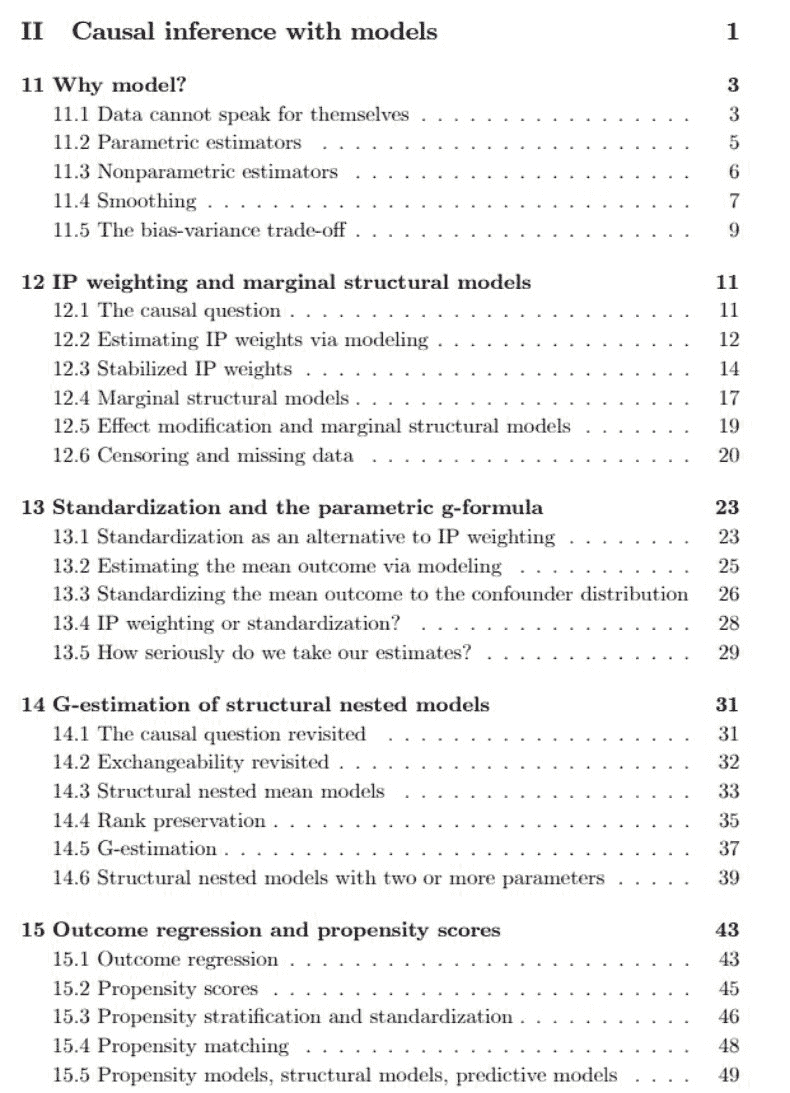 II Causal inference with models 1
11 Why model? 3
11.1 Data cannot speak for themselves . . . . . . . . . . . . . . . . . 3
11.2 Parametric estimators . . . . . . . . . . . . . . . . . . . . . . . 5
11.3 Nonparametric estimators . . . . . . . . . . . . . . . . . . . . . 6
11.4 Smoothing . . . . . . . . . . . . . . . . . . . . . . . . . . . . . . 7
11.5 The bias-variance trade-off . . . . . . . . . . . . . . . . . . . . . 9
12 IP weighting and marginal structural models 11
12.1 The causal question . . . . . . . . . . . . . . . . . . . . . . . . . 11
12.2 Estimating IP weights via modeling . . . . . . . . . . . . . . . . 12
12.3 Stabilized IP weights . . . . . . . . . . . . . . . . . . . . . . . . 14
12.4 Marginal structural models . . . . . . . . . . . . . . . . . . . . . 17
12.5 Effect modification and marginal structural models . . . . . . . 19
12.6 Censoring and missing data . . . . . . . . . . . . . . . . . . . . 20
13 Standardization and the parametric g-formula 23
13.1 Standardization as an alternative to IP weighting . . . . . . . . 23
13.2 Estimating the mean outcome via modeling . . . . . . . . . . . 25
13.3 Standardizing the mean outcome to the confounder distribution 26
13.4 IP weighting or standardization? . . . . . . . . . . . . . . . . . 28
13.5 How seriously do we take our estimates? . . . . . . . . . . . . . 29
14 G-estimation of structural nested models 31
14.1 The causal question revisited . . . . . . . . . . . . . . . . . . . 31
14.2 Exchangeability revisited . . . . . . . . . . . . . . . . . . . . . . 32
14.3 Structural nested mean models . . . . . . . . . . . . . . . . . . 33
14.4 Rank preservation . . . . . . . . . . . . . . . . . . . . . . . . . . 35
14.5 G-estimation . . . . . . . . . . . . . . . . . . . . . . . . . . . . . 37
14.6 Structural nested models with two or more parameters . . . . . 39
15 Outcome regression and propensity scores 43
15.1 Outcome regression . . . . . . . . . . . . . . . . . . . . . . . . . 43
15.2 Propensity scores . . . . . . . . . . . . . . . . . . . . . . . . . . 45
15.3 Propensity stratification and standardization . . . . . . . . . . . 46
15.4 Propensity matching . . . . . . . . . . . . . . . . . . . . . . . . 48
15.5 Propensity models, structural models, predictive models . . . . 49